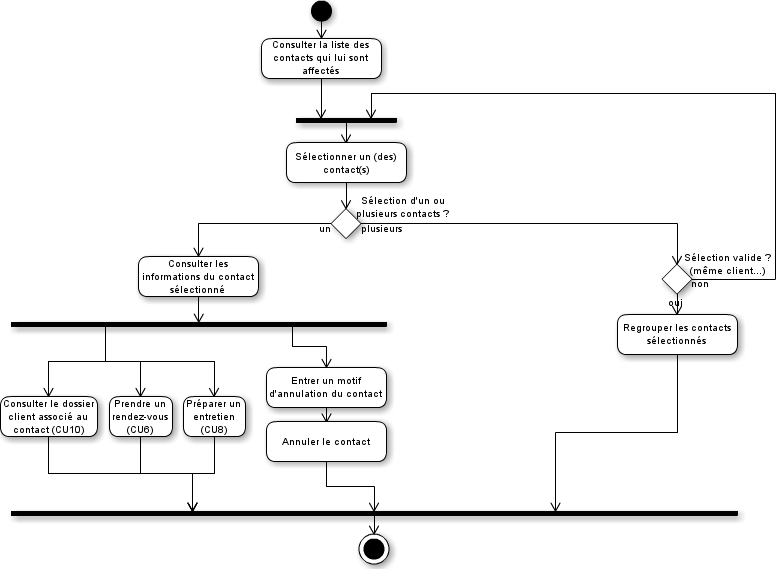 Consulter la liste des
contacts qui lui sont
affectés
Sélectionner un (des)
contact(s)
Sélection d'un ou
plusieurs contacts ?
un
plusieurs
Sélection valide ?
(même client...)
non
oui
Consulter les
informations du contact
sélectionné
Regrouper les contacts
sélectionnés
Consulter le dossier
client associé au
contact (CU10)
Prendre un
rendez-vous
(CU6)
Préparer un
entretien
(CU8)
Entrer un motif
d'annulation du contact
Annuler le contact